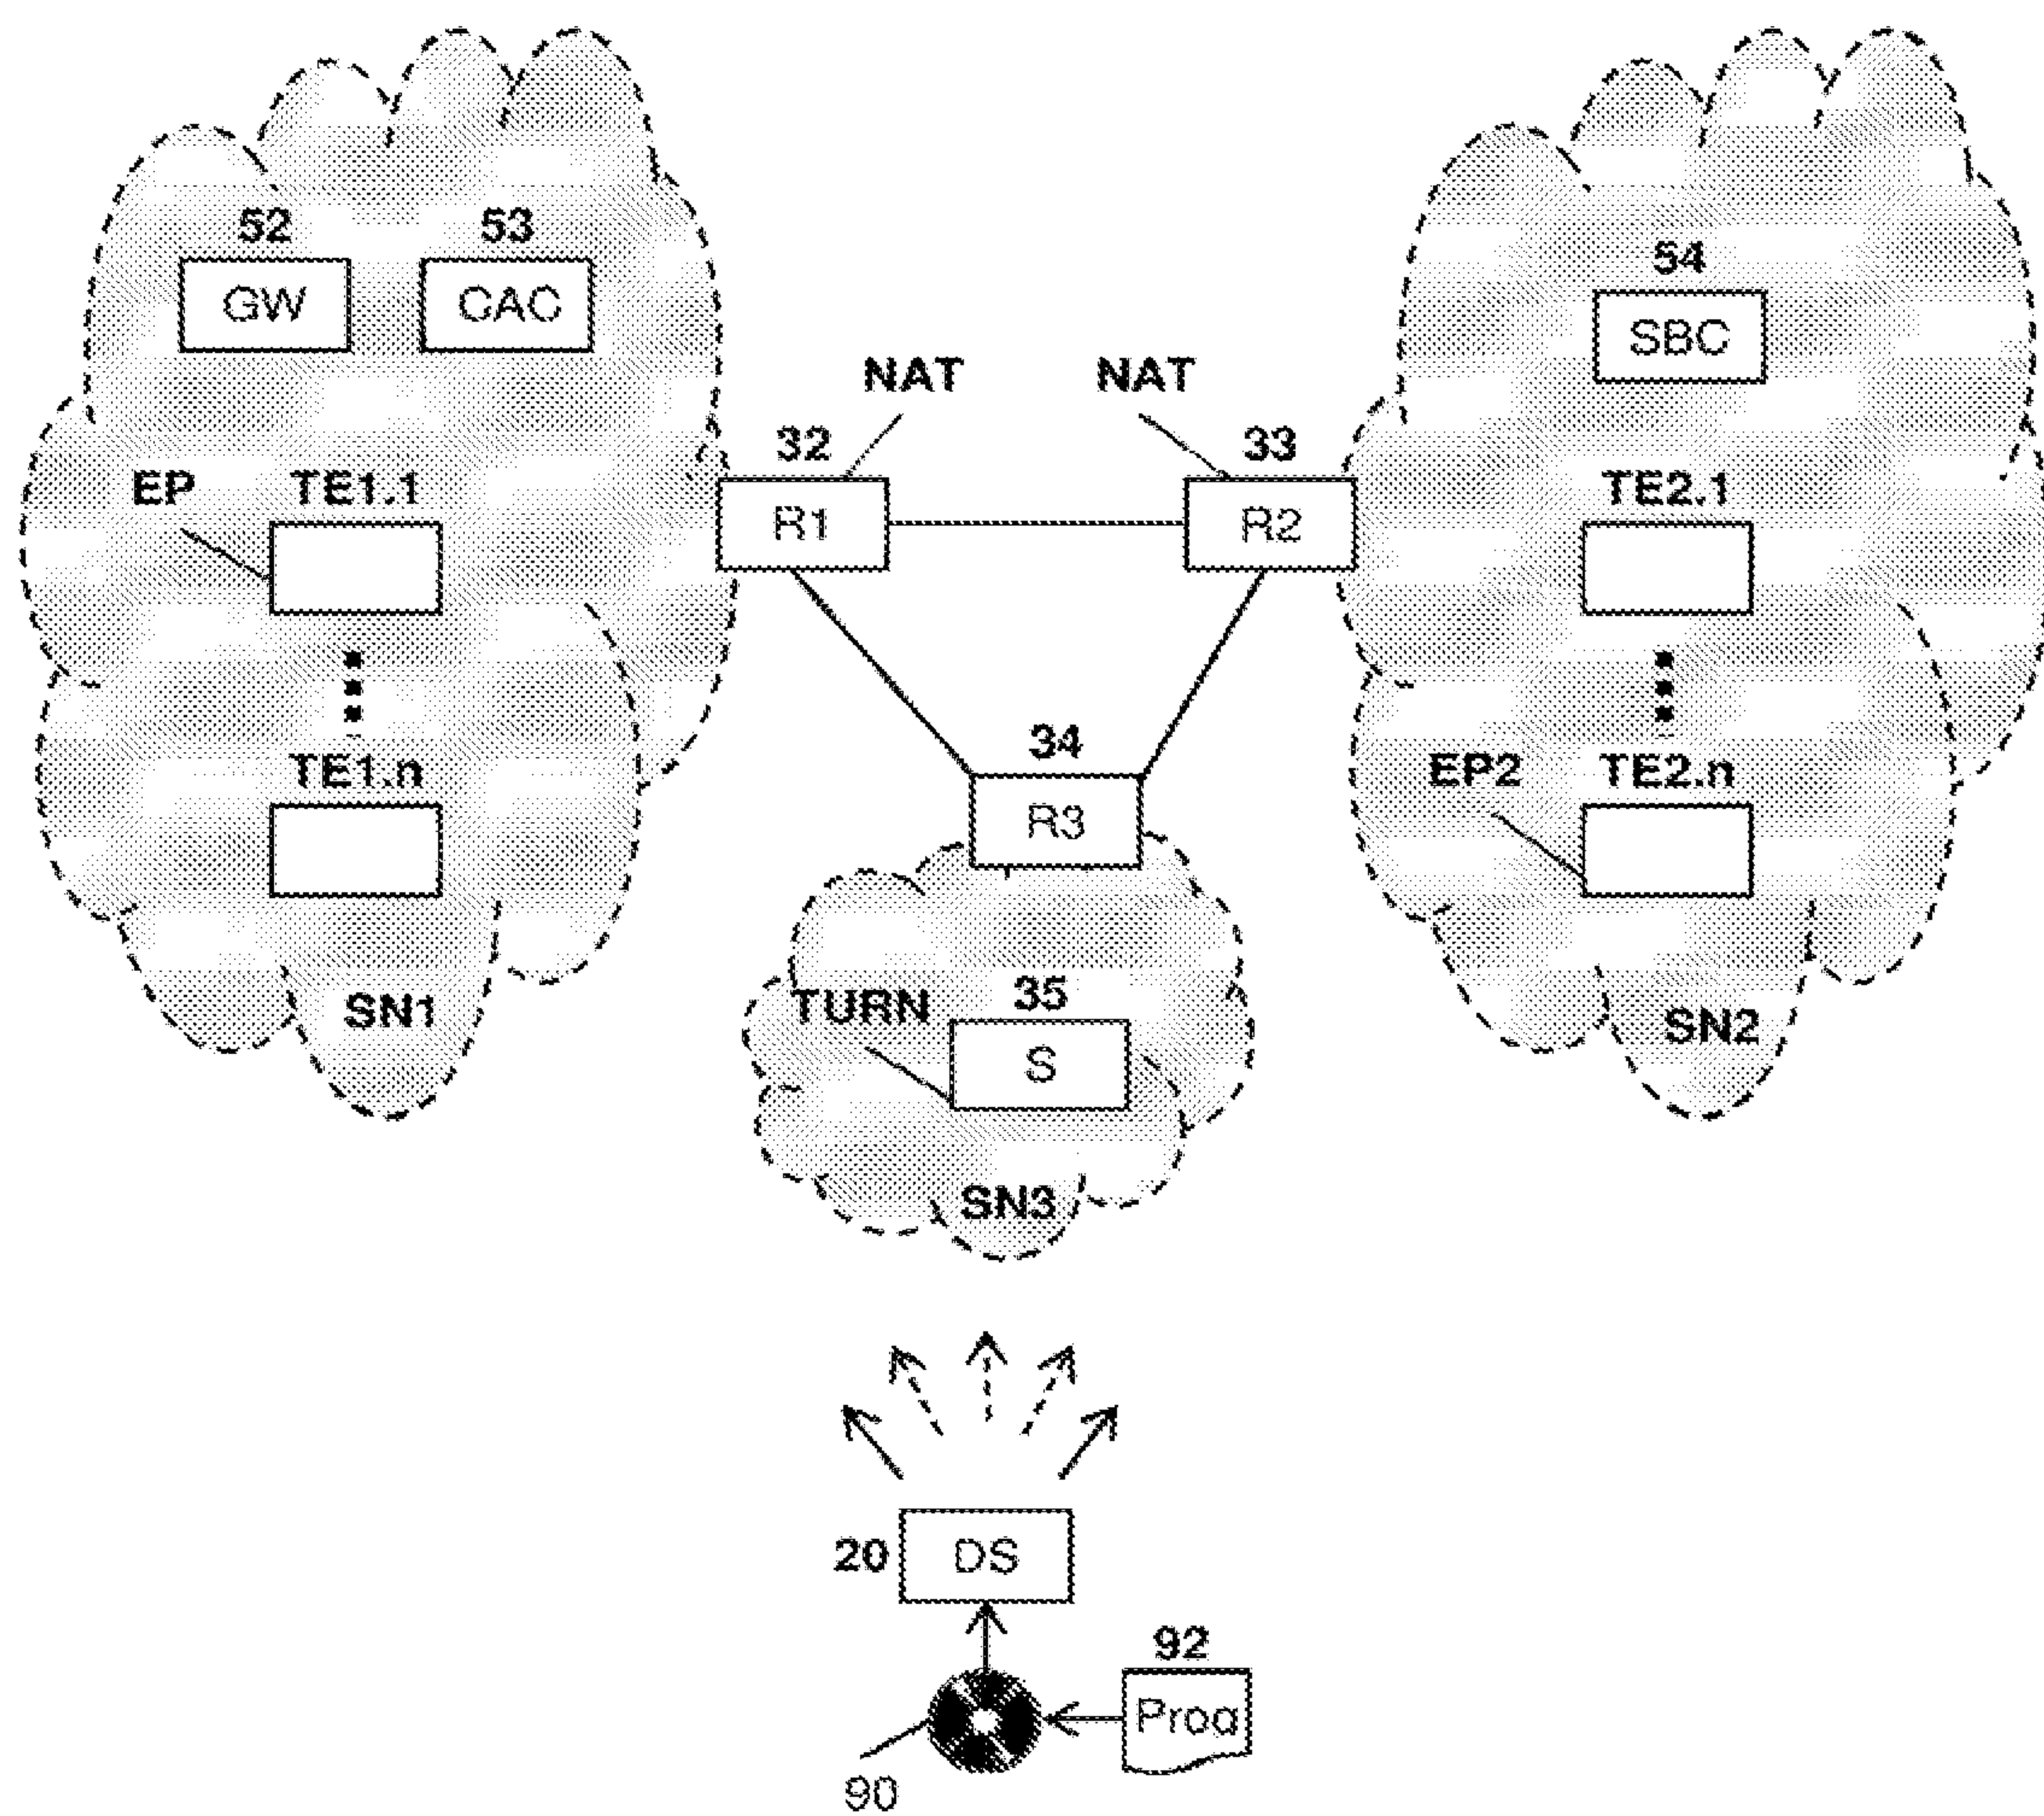 52
53
GW
CAC
54
SBC
NAT
NAT
32
33
R1
R2
EP
TE1.1
TE2.1
34
R3
TE1.n
EP2
TE2.n
TURN
35
S
SN1
SN2
SN3
20
DS
92
Prog
90